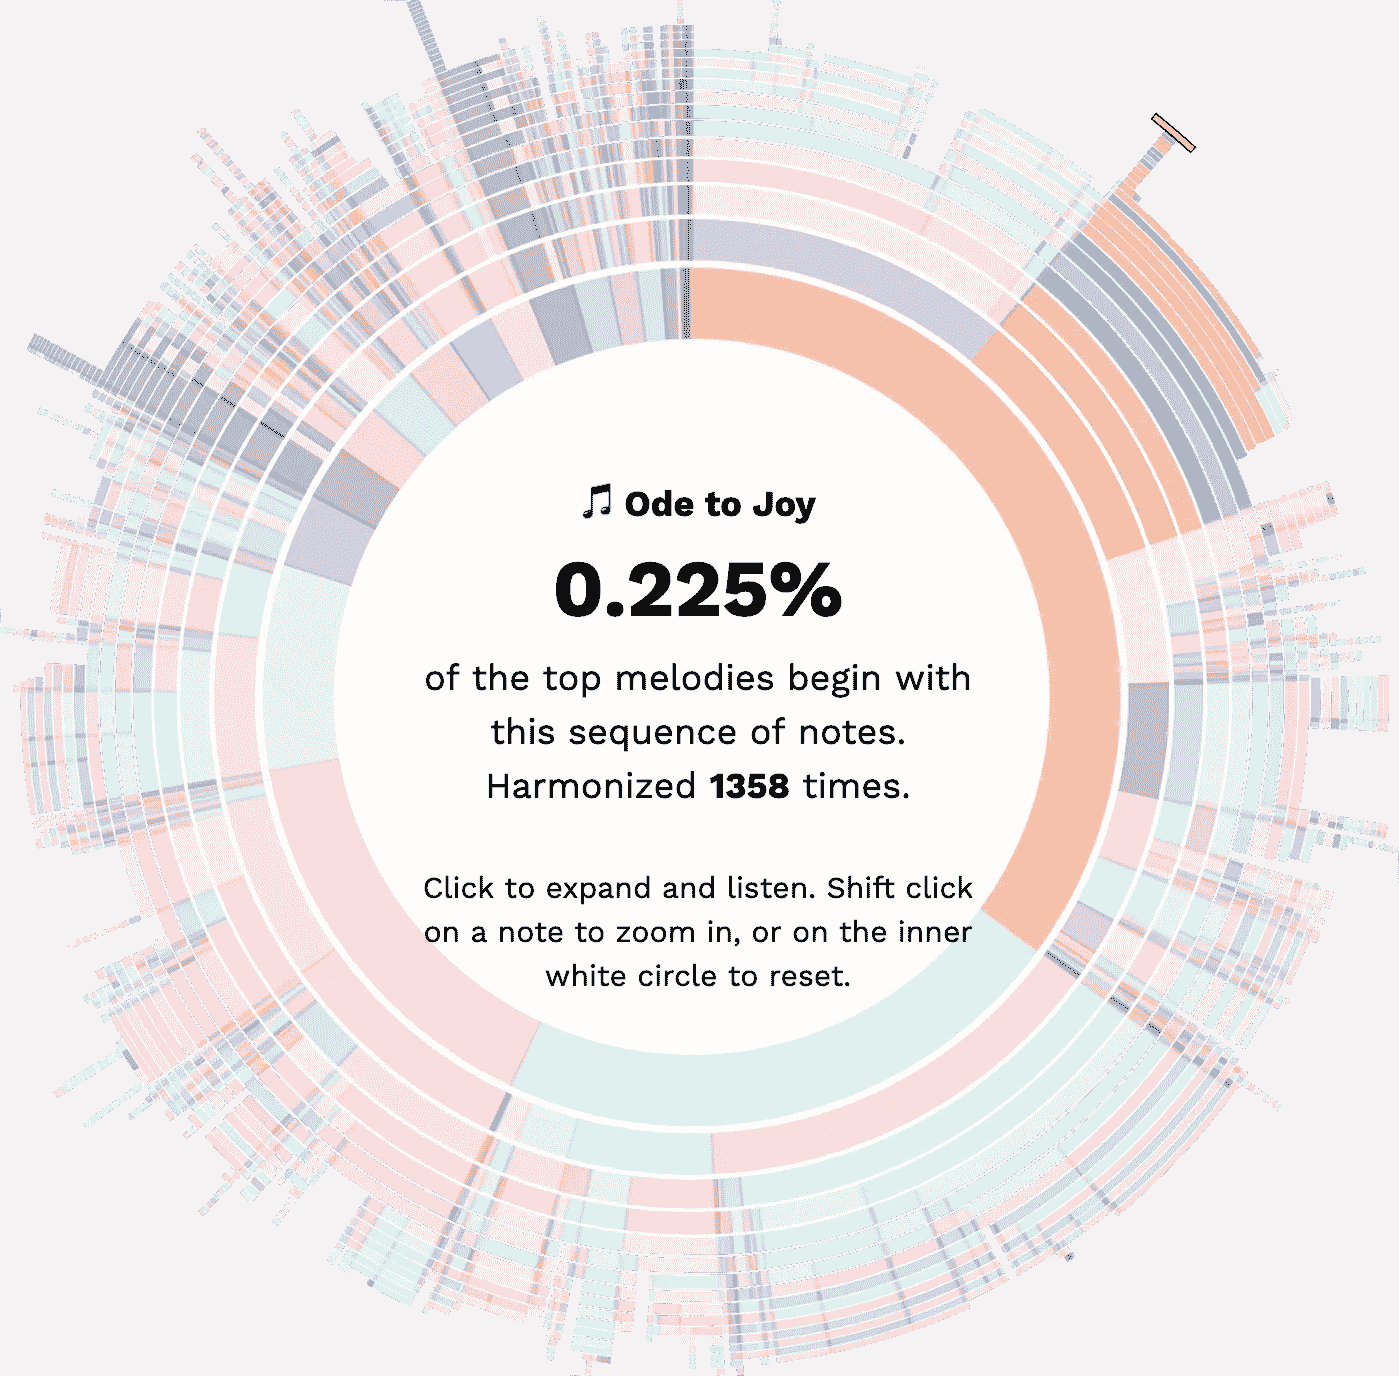 🎵 Ode to Joy
0.225%
of the top melodies begin with
this sequence of notes.
Harmonized 1358 times.
Click to expand and listen. Shift click
on a note to zoom in, or on the inner
white circle to reset.